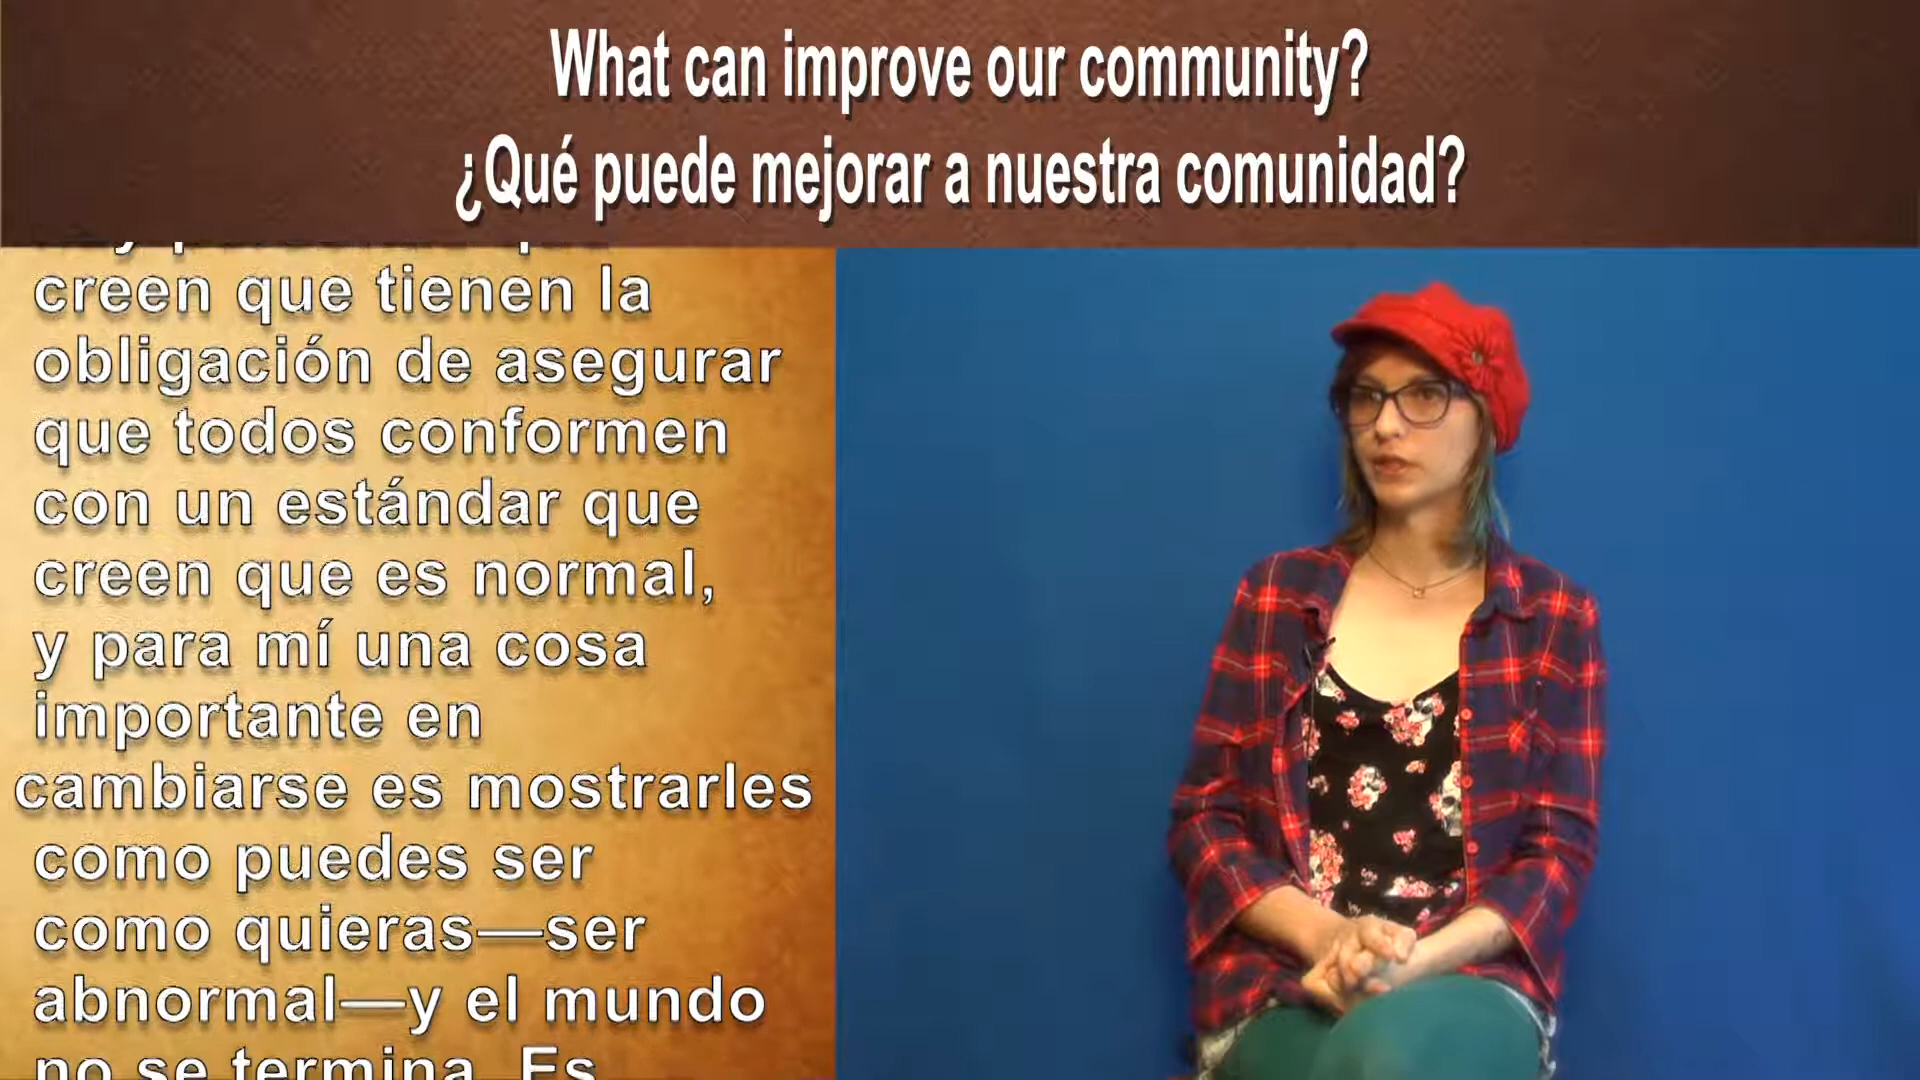 What can improve our community?
¿Qué puede mejorar a nuestra comunidad?
creen que tienen la
obligación de asegurar
que todos conformen
con un estándar que
creen que es normal,
y para mí una cosa
importante en
cambiarse es mostrarles
como puedes ser
como quieras—ser
abnormal—y el mundo
no se termina. Es